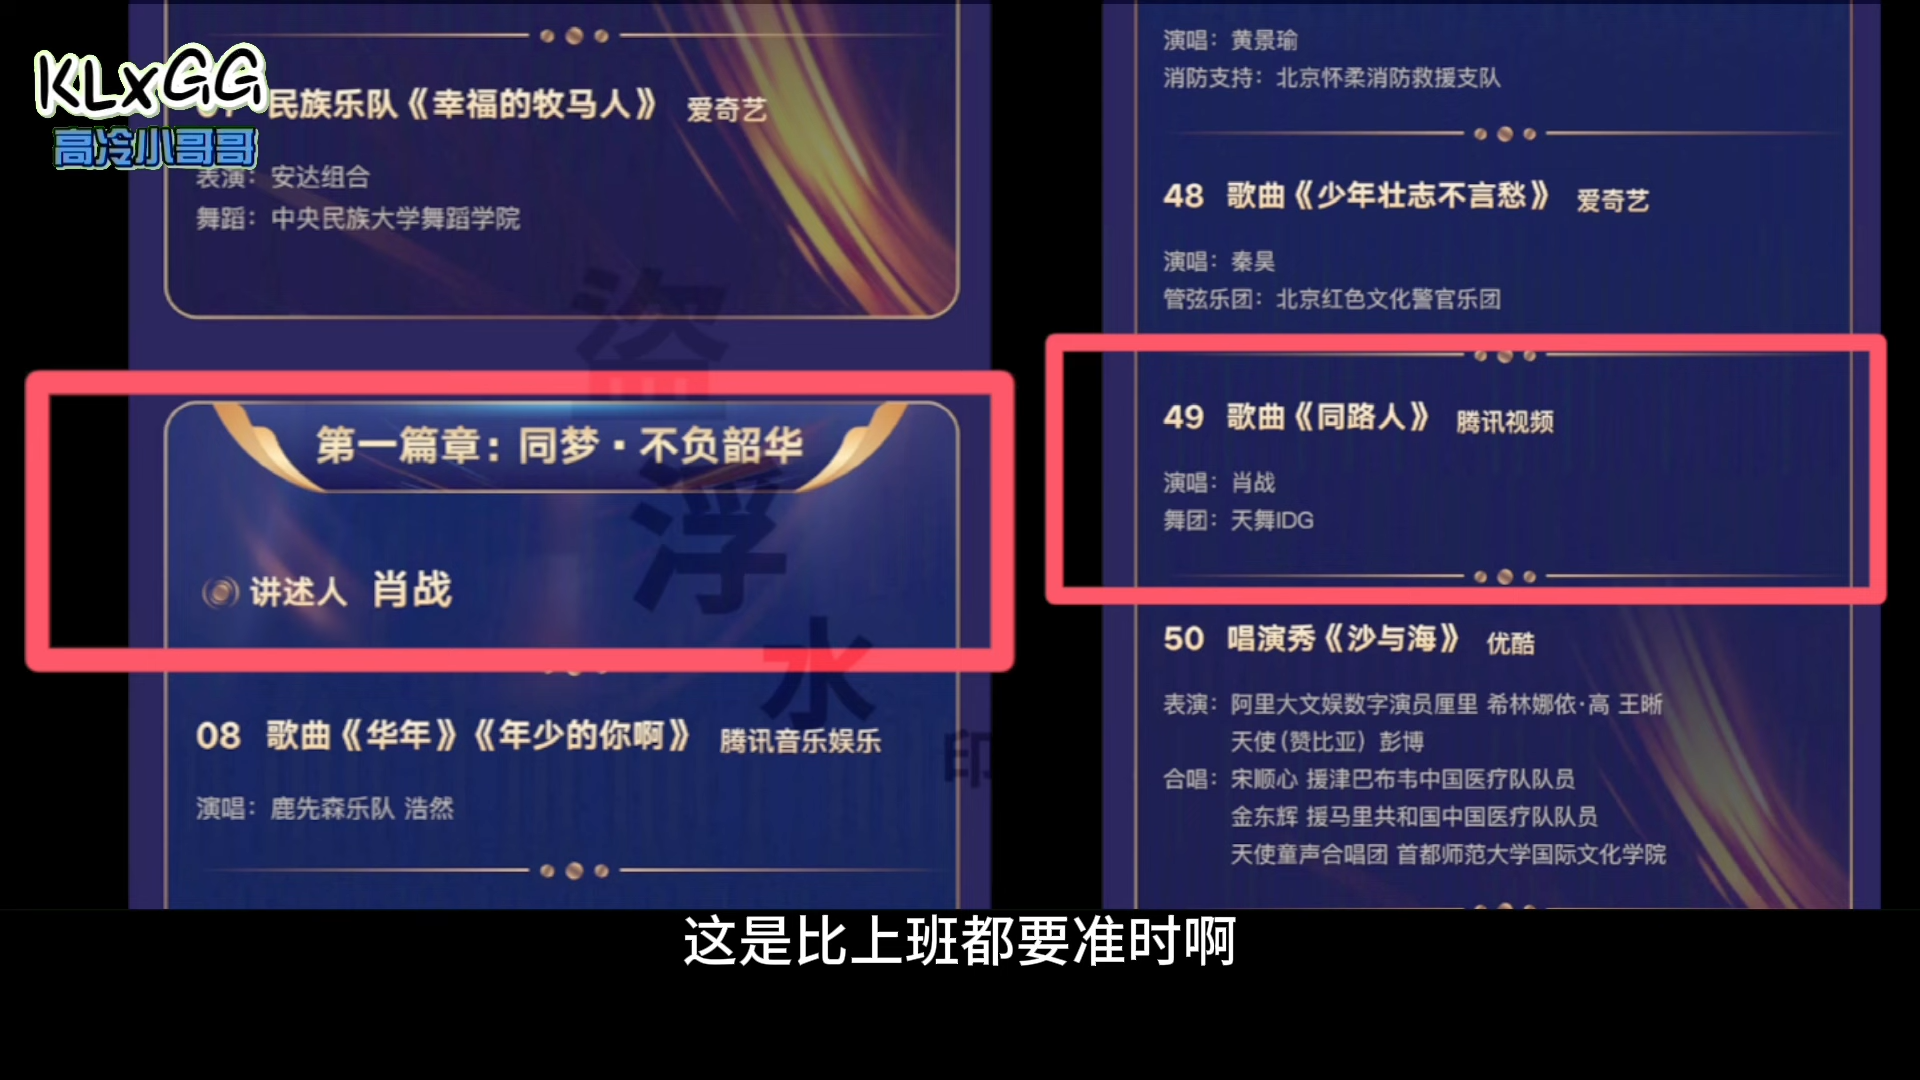 KLxGG
高冷小哥哥
民族乐队《幸福的牧马人》 爱奇艺
表演：安达组合
舞蹈：中央民族大学舞蹈学院
第一篇章：同梦·不负韶华
讲述人 肖战
08 歌曲《华年》《年少的你啊》 腾讯音乐娱乐
演唱：鹿先森乐队 浩然
盗
浮
水
印
演唱：黄景瑜
消防支持：北京怀柔消防救援支队
48 歌曲《少年壮志不言愁》 爱奇艺
演唱：秦昊
管弦乐团：北京红色文化警官乐团
49 歌曲《同路人》 腾讯视频
演唱：肖战
舞团：天舞IDG
50 唱演秀《沙与海》 优酷
表演：阿里大文娱数字演员厘里 希林娜依·高 王晰
天使（赞比亚）彭博
合唱：宋顺心 援津巴布韦中国医疗队队员
金东辉 援马里共和国中国医疗队队员
天使童声合唱团 首都师范大学国际文化学院
这是比上班都要准时啊